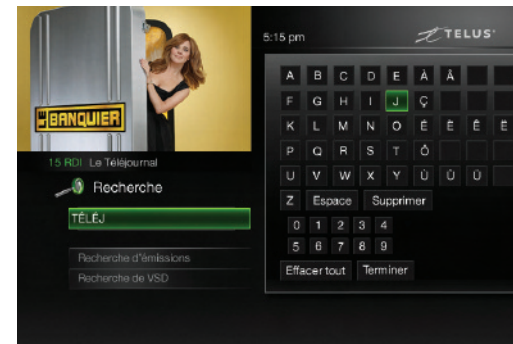 5:15 pm
TELUS
LE BANQUIER
15 RDI Le Téléjournal
Recherche
TÉLÉJ
Recherche d'émissions
Recherche de VSD
A B C D E À Â
F G H I J Ç
K L M N O É È Ê Ë
P Q R S T Ô
U V W X Y Ù Û Ü
Z Espace Supprimer
0 1 2 3 4
5 6 7 8 9
Effacer tout Terminer